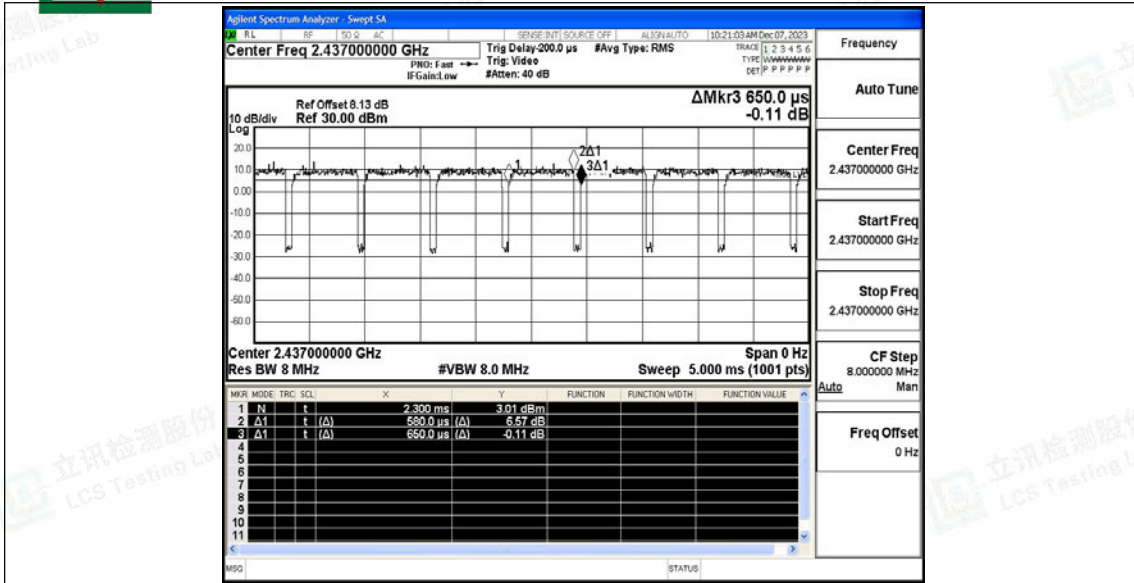 Agilent Spectrum Analyzer - Swept SA
RL RF 50 Ω AC SENSE:INT SOURCE OFF ALIGN AUTO 10:21:03 AM Dec 07, 2023
Center Freq 2.437000000 GHz
PNO: Fast
IFGain:Low
Trig Delay-200.0 µs
Trig: Video
#Atten: 40 dB
#Avg Type: RMS
TRACE 1 2 3 4 5 6
TYPE
DET P P P P P P
Ref Offset 8.13 dB
Ref 30.00 dBm
10 dB/div
Log
ΔMkr3 650.0 µs
-0.11 dB
20.0
10.0
0.00
-10.0
-20.0
-30.0
-40.0
-50.0
-60.0
1
2Δ1
3Δ1
Center 2.437000000 GHz Span 0 Hz
Res BW 8 MHz #VBW 8.0 MHz Sweep 5.000 ms (1001 pts)
MKR MODE TRC SCL X Y FUNCTION FUNCTION WIDTH FUNCTION VALUE
1 N t 2.300 ms 3.01 dBm
2 Δ1 t (Δ) 580.0 µs (Δ) 6.57 dB
3 Δ1 t (Δ) 650.0 µs (Δ) -0.11 dB
4
5
6
7
8
9
10
11
MSG STATUS
Frequency
Auto Tune
Center Freq
2.437000000 GHz
Start Freq
2.437000000 GHz
Stop Freq
2.437000000 GHz
CF Step
8.000000 MHz
Auto Man
Freq Offset
0 Hz
立讯检测股份
LCS Testing Lab
立讯检测股份
LCS Testing